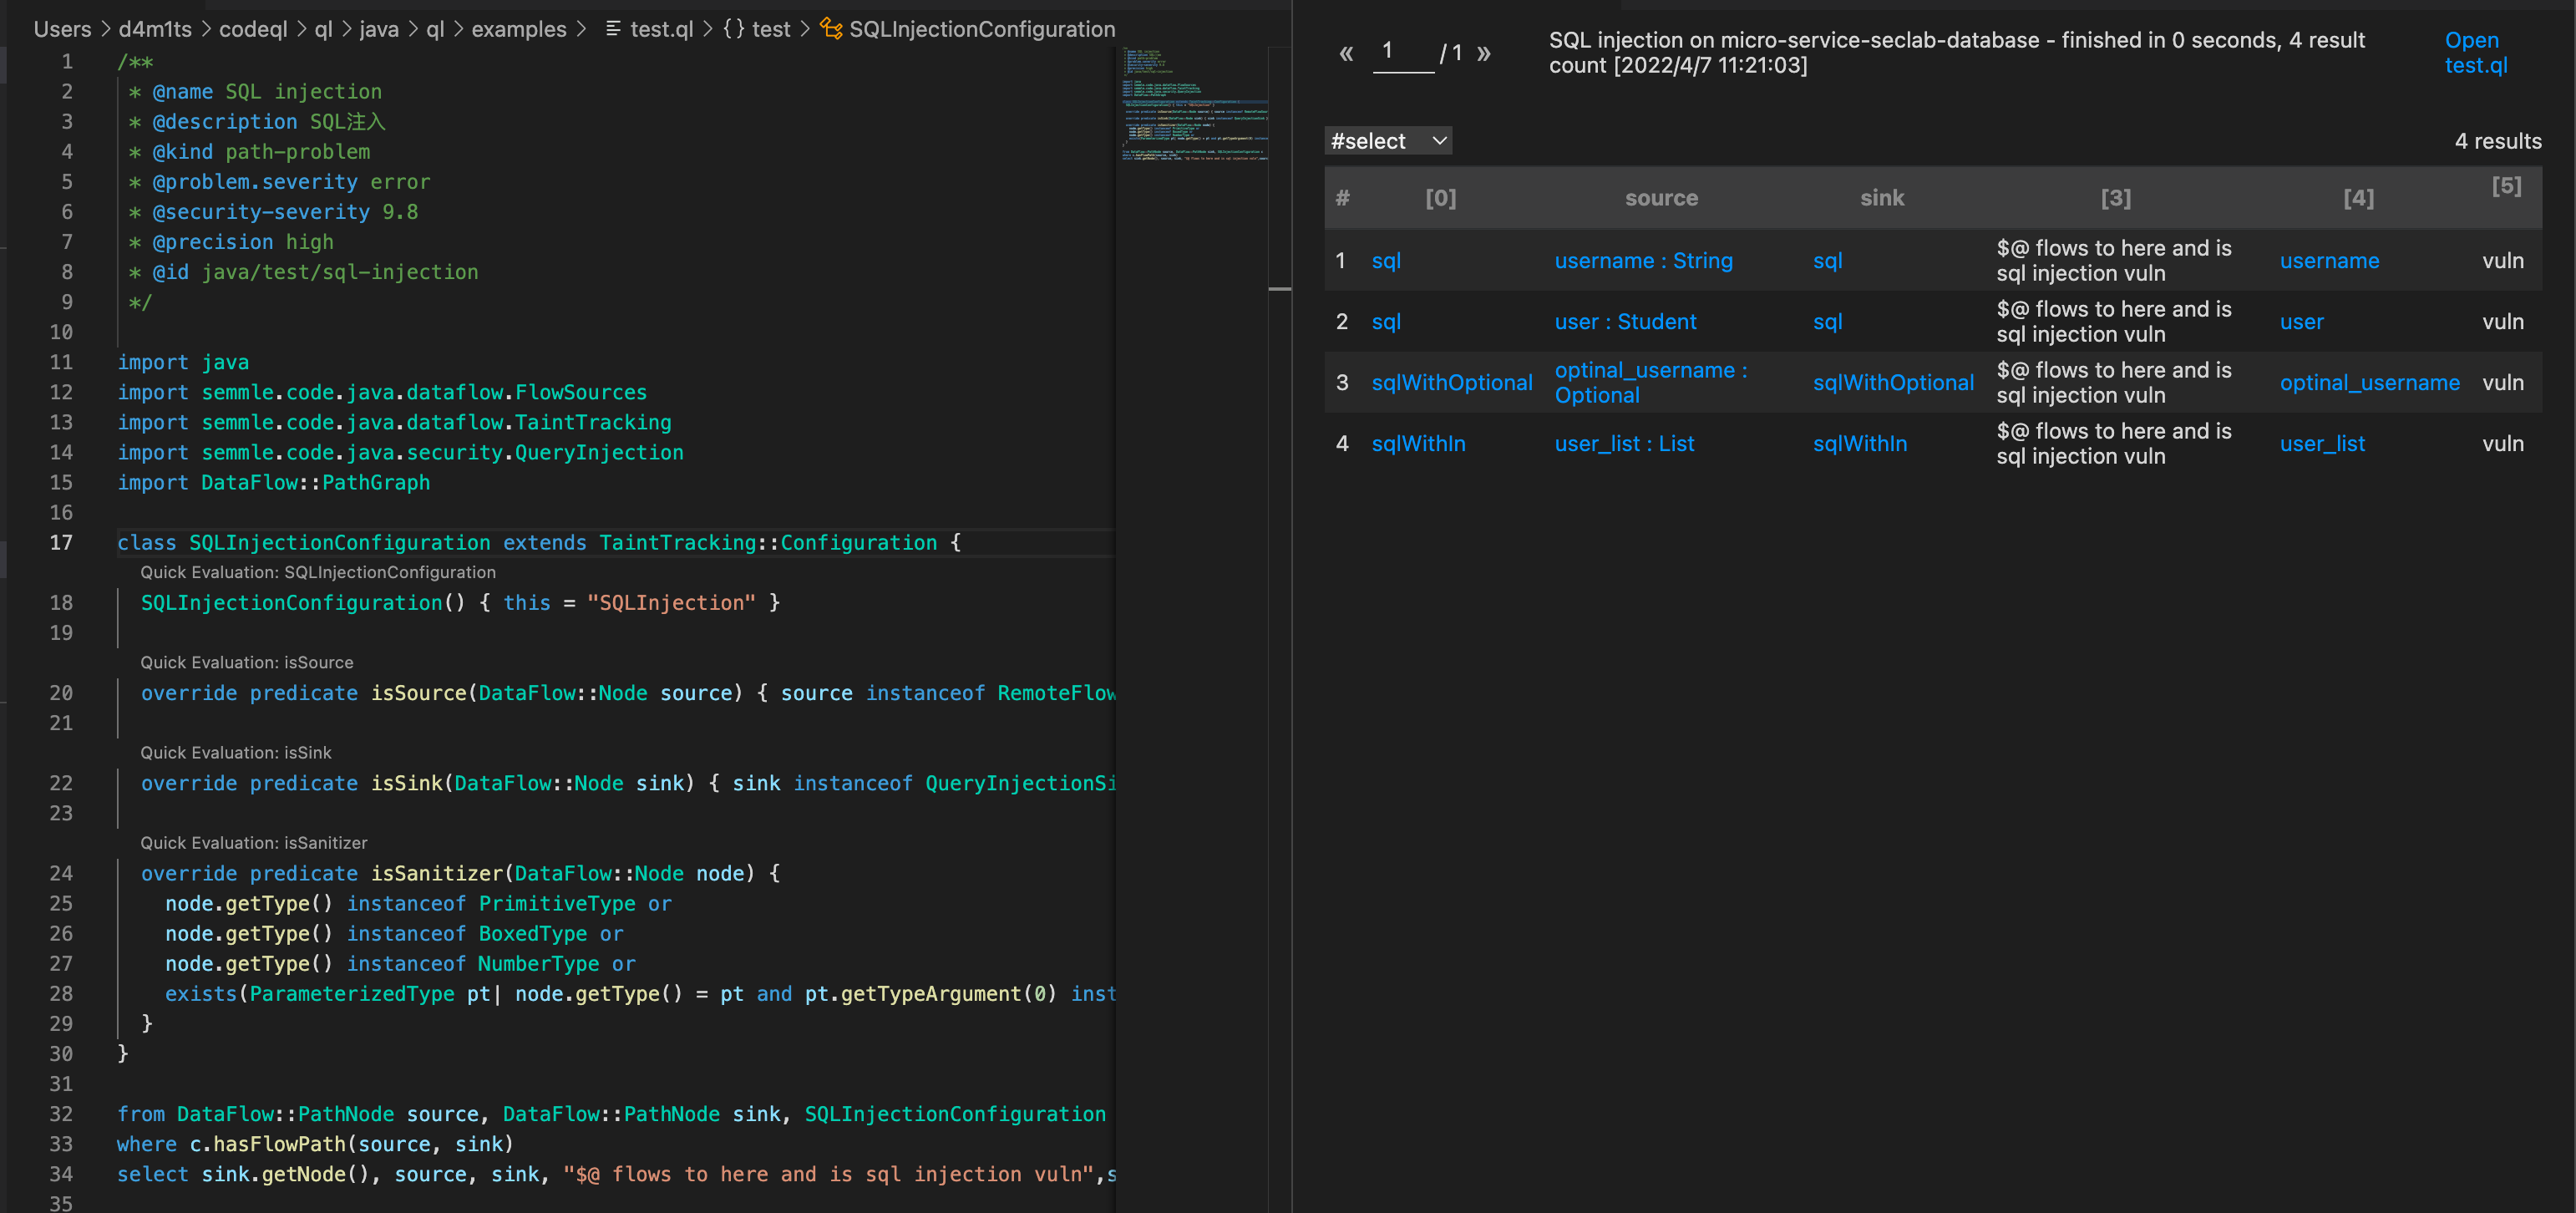 Users > d4m1ts > codeql > ql > java > ql > examples > test.ql > {} test > SQLInjectionConfiguration
1 /**
2 * @name SQL injection
3 * @description SQL注入
4 * @kind path-problem
5 * @problem.severity error
6 * @security-severity 9.8
7 * @precision high
8 * @id java/test/sql-injection
9 */
10
11 import java
12 import semmle.code.java.dataflow.FlowSources
13 import semmle.code.java.dataflow.TaintTracking
14 import semmle.code.java.security.QueryInjection
15 import DataFlow::PathGraph
16
17 class SQLInjectionConfiguration extends TaintTracking::Configuration {
Quick Evaluation: SQLInjectionConfiguration
18 SQLInjectionConfiguration() { this = "SQLInjection" }
19
Quick Evaluation: isSource
20 override predicate isSource(DataFlow::Node source) { source instanceof RemoteFlow
21
Quick Evaluation: isSink
22 override predicate isSink(DataFlow::Node sink) { sink instanceof QueryInjectionSi
23
Quick Evaluation: isSanitizer
24 override predicate isSanitizer(DataFlow::Node node) {
25 node.getType() instanceof PrimitiveType or
26 node.getType() instanceof BoxedType or
27 node.getType() instanceof NumberType or
28 exists(ParameterizedType pt| node.getType() = pt and pt.getTypeArgument(0) inst
29 }
30 }
31
32 from DataFlow::PathNode source, DataFlow::PathNode sink, SQLInjectionConfiguration
33 where c.hasFlowPath(source, sink)
34 select sink.getNode(), source, sink, "$@ flows to here and is sql injection vuln",s
35
« 1 / 1 »
SQL injection on micro-service-seclab-database - finished in 0 seconds, 4 result
count [2022/4/7 11:21:03]
Open
test.ql
#select
4 results
# [0] source sink [3] [4] [5]
1 sql username : String sql $@ flows to here and is
sql injection vuln username vuln
2 sql user : Student sql $@ flows to here and is
sql injection vuln user vuln
3 sqlWithOptional optinal_username :
Optional sqlWithOptional $@ flows to here and is
sql injection vuln optinal_username vuln
4 sqlWithIn user_list : List sqlWithIn $@ flows to here and is
sql injection vuln user_list vuln